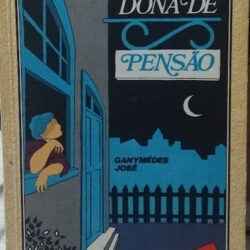 DONA DE
PENSÃO
GANYMÉDES
JOSÉ